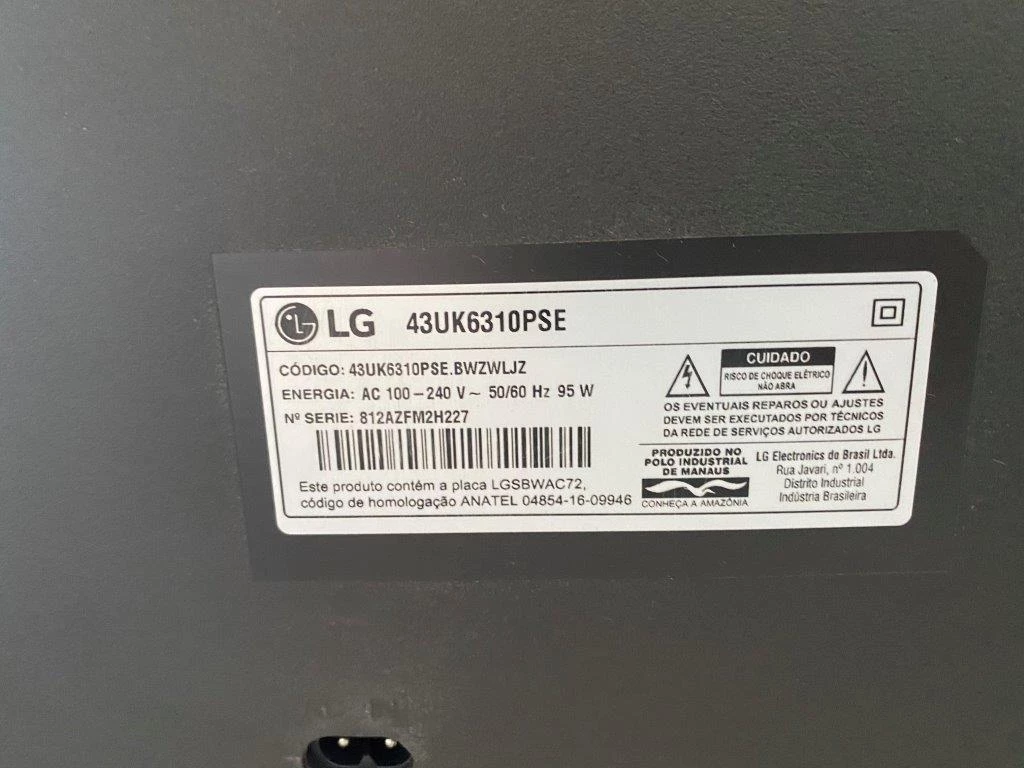 LG 43UK6310PSE
CÓDIGO: 43UK6310PSE.BWZWLJZ
ENERGIA: AC 100-240 V~ 50/60 Hz 95 W
Nº SERIE: 812AZFM2H227
Este produto contém a placa LGSBWAC72,
código de homologação ANATEL 04854-16-09946
CUIDADO
RISCO DE CHOQUE ELÉTRICO
NÃO ABRA
OS EVENTUAIS REPAROS OU AJUSTES
DEVEM SER EXECUTADOS POR TÉCNICOS
DA REDE DE SERVIÇOS AUTORIZADOS LG
PRODUZIDO NO
POLO INDUSTRIAL
DE MANAUS
CONHEÇA A AMAZÔNIA
LG Electronics do Brasil Ltda.
Rua Javari, nº 1.004
Distrito Industrial
Indústria Brasileira